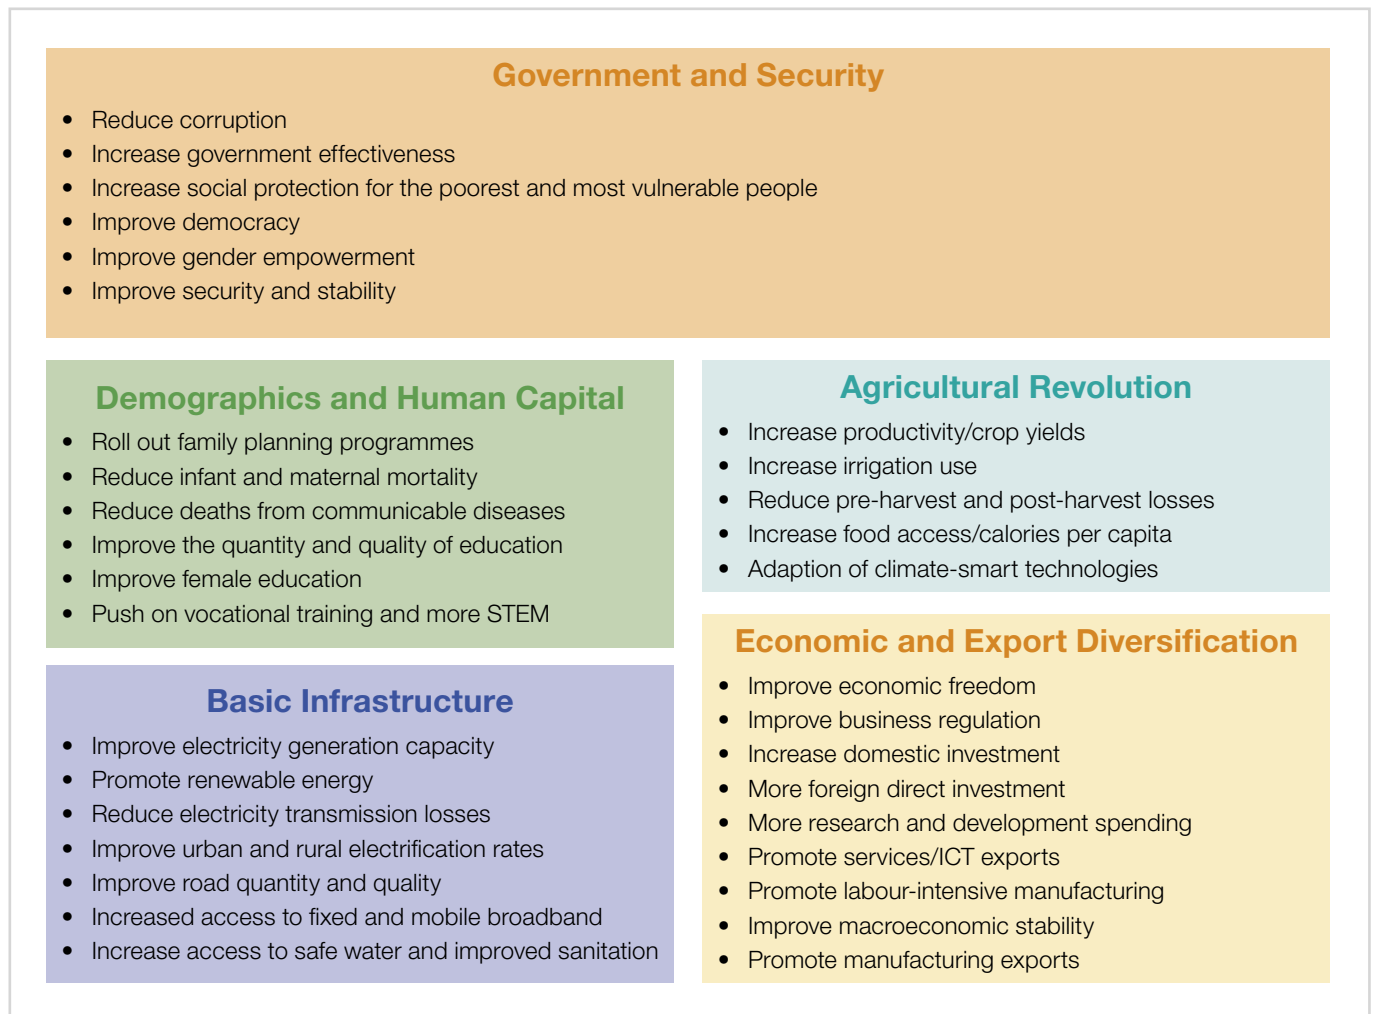 Government and Security
• Reduce corruption
• Increase government effectiveness
• Increase social protection for the poorest and most vulnerable people
• Improve democracy
• Improve gender empowerment
• Improve security and stability
Demographics and Human Capital
• Roll out family planning programmes
• Reduce infant and maternal mortality
• Reduce deaths from communicable diseases
• Improve the quantity and quality of education
• Improve female education
• Push on vocational training and more STEM
Basic Infrastructure
• Improve electricity generation capacity
• Promote renewable energy
• Reduce electricity transmission losses
• Improve urban and rural electrification rates
• Improve road quantity and quality
• Increased access to fixed and mobile broadband
• Increase access to safe water and improved sanitation
Agricultural Revolution
• Increase productivity/crop yields
• Increase irrigation use
• Reduce pre-harvest and post-harvest losses
• Increase food access/calories per capita
• Adaption of climate-smart technologies
Economic and Export Diversification
• Improve economic freedom
• Improve business regulation
• Increase domestic investment
• More foreign direct investment
• More research and development spending
• Promote services/ICT exports
• Promote labour-intensive manufacturing
• Improve macroeconomic stability
• Promote manufacturing exports